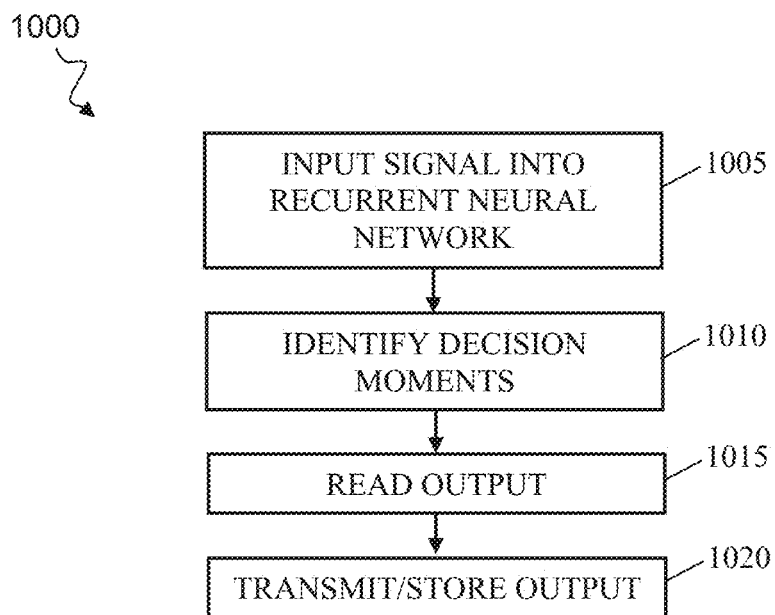 1000
INPUT SIGNAL INTO
RECURRENT NEURAL
NETWORK
1005
IDENTIFY DECISION
MOMENTS
1010
READ OUTPUT
1015
TRANSMIT/STORE OUTPUT
1020